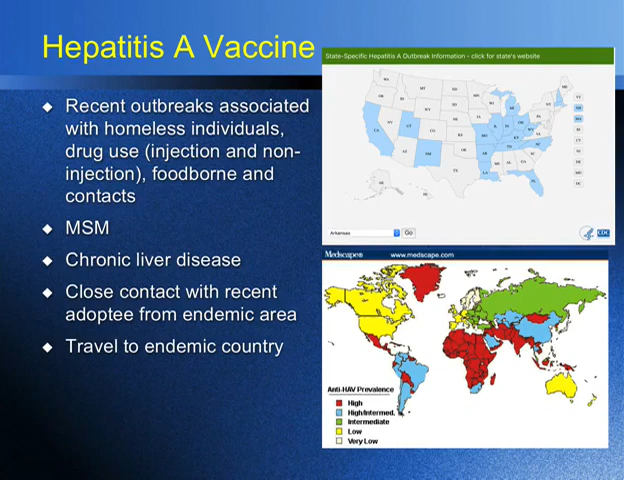 Hepatitis A Vaccine
Recent outbreaks associated
with homeless individuals,
drug use (injection and non-
injection), foodborne and
contacts
MSM
Chronic liver disease
Close contact with recent
adoptee from endemic area
Travel to endemic country
State-Specific Hepatitis A Outbreak Information - click for state's website
Arkansas
Go
CDC
Medscape® www.medscape.com
Anti-HAV Prevalence
High
High/Intermed.
Intermediate
Low
Very Low